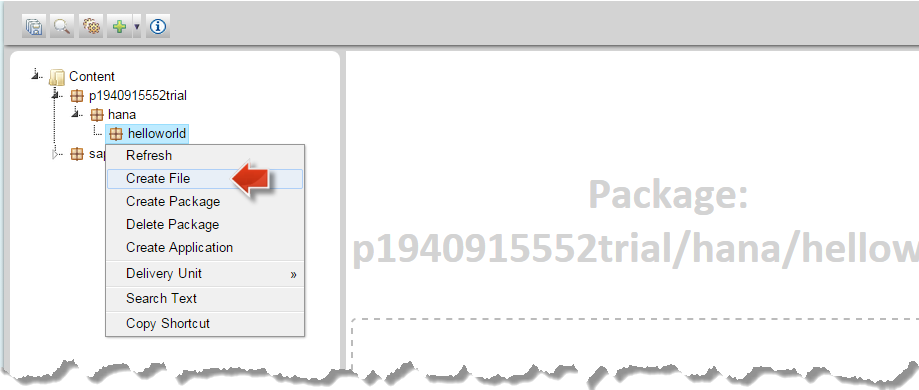 Content
p1940915552trial
hana
helloworld
sap
Refresh
Create File
Create Package
Delete Package
Create Application
Delivery Unit »
Search Text
Copy Shortcut
Package:
p1940915552trial/hana/hellow